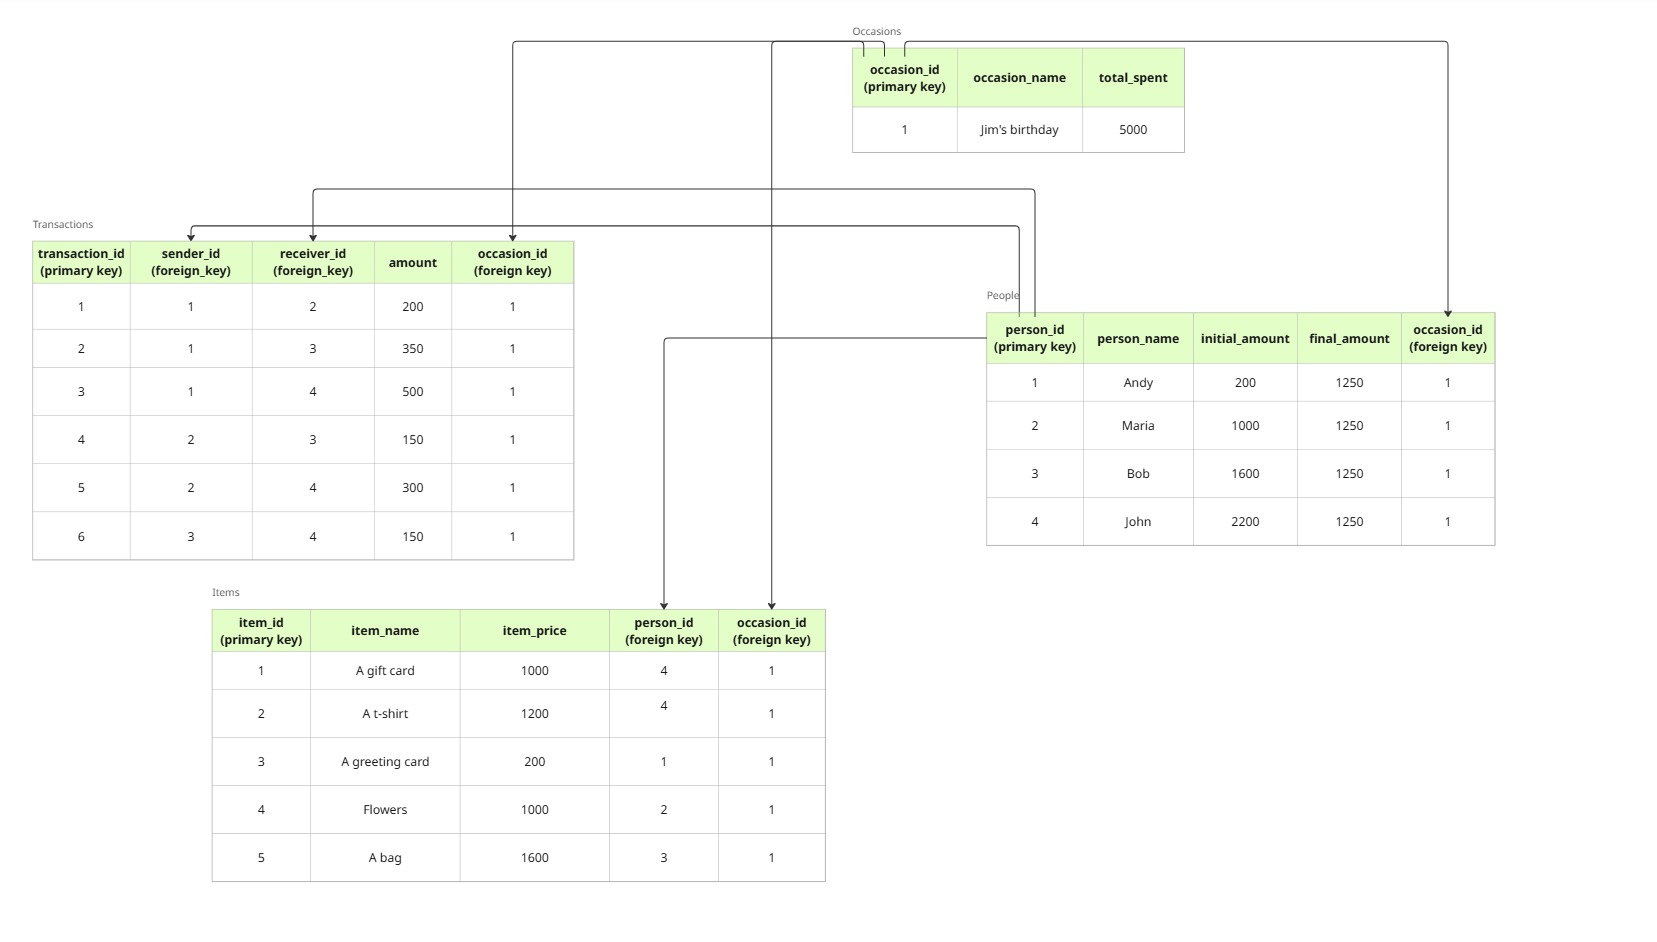 Occasions
occasion_id occasion_name total_spent
(primary key)
1 Jim's birthday 5000
Transactions
transaction_id sender_id receiver_id amount occasion_id
(primary key) (foreign_key) (foreign_key) (foreign key)
1 1 2 200 1
2 1 3 350 1
3 1 4 500 1
4 2 3 150 1
5 2 4 300 1
6 3 4 150 1
People
person_id person_name initial_amount final_amount occasion_id
(primary key) (foreign key)
1 Andy 200 1250 1
2 Maria 1000 1250 1
3 Bob 1600 1250 1
4 John 2200 1250 1
Items
item_id item_name item_price person_id occasion_id
(primary key) (foreign key) (foreign key)
1 A gift card 1000 4 1
2 A t-shirt 1200 4 1
3 A greeting card 200 1 1
4 Flowers 1000 2 1
5 A bag 1600 3 1